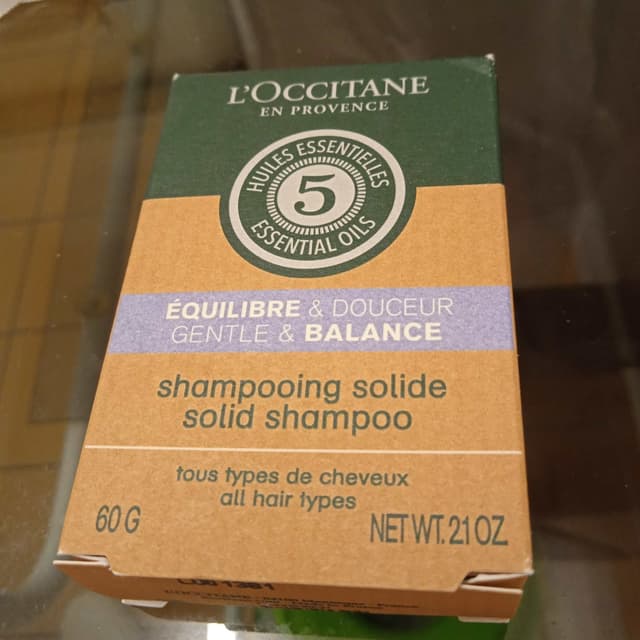 L'OCCITANE
EN PROVENCE
HUILES ESSENTIELLES
5
ESSENTIAL OILS
ÉQUILIBRE & DOUCEUR
GENTLE & BALANCE
shampooing solide
solid shampoo
tous types de cheveux
all hair types
60 G
NET WT. 2.1 OZ
L'OCCITANE